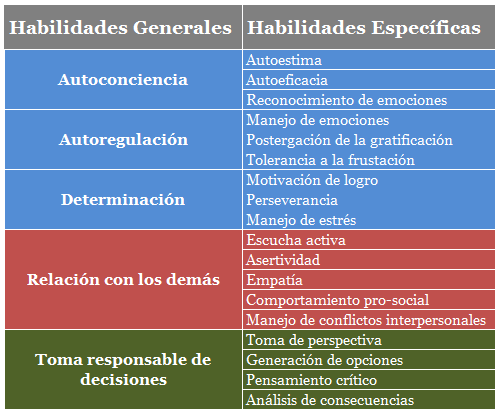 Habilidades Generales
Habilidades Específicas
Autoconciencia
Autoestima
Autoeficacia
Reconocimiento de emociones
Autoregulación
Manejo de emociones
Postergación de la gratificación
Tolerancia a la frustación
Determinación
Motivación de logro
Perseverancia
Manejo de estrés
Relación con los demás
Escucha activa
Asertividad
Empatía
Comportamiento pro-social
Manejo de conflictos interpersonales
Toma responsable de
decisiones
Toma de perspectiva
Generación de opciones
Pensamiento crítico
Análisis de consecuencias